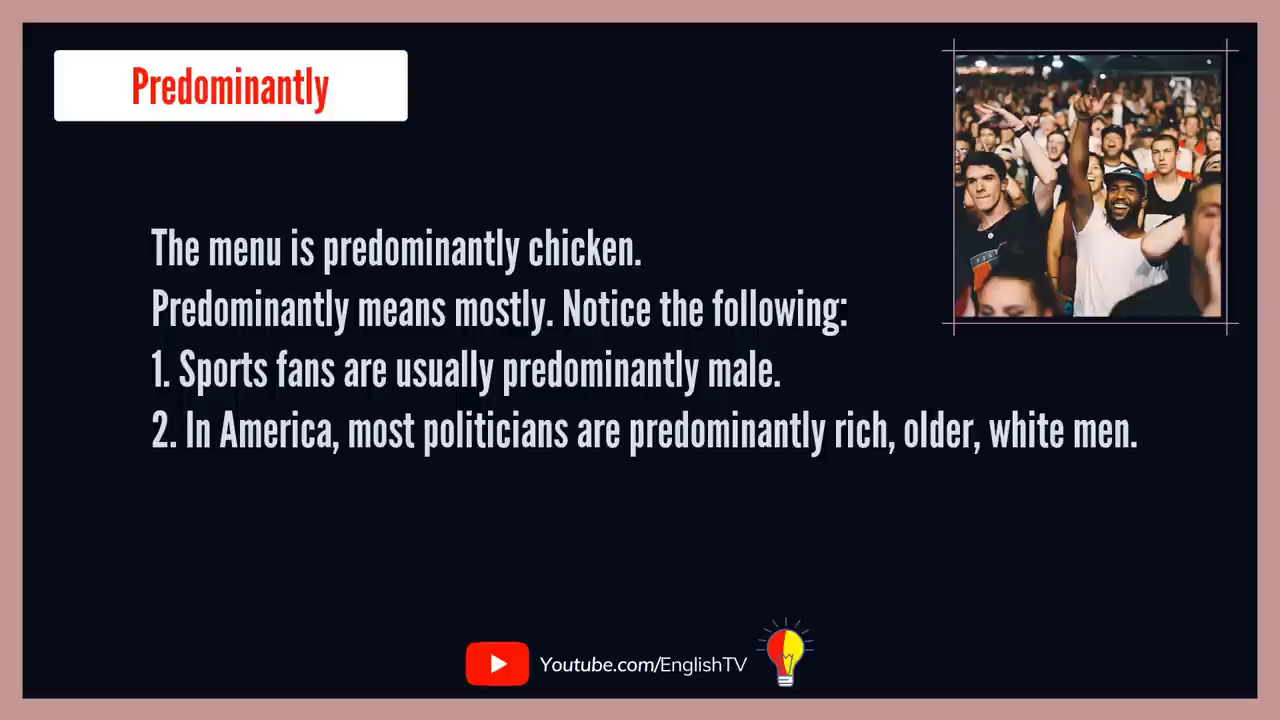 Predominantly
The menu is predominantly chicken.
Predominantly means mostly. Notice the following:
1. Sports fans are usually predominantly male.
2. In America, most politicians are predominantly rich, older, white men.
Youtube.com/EnglishTV